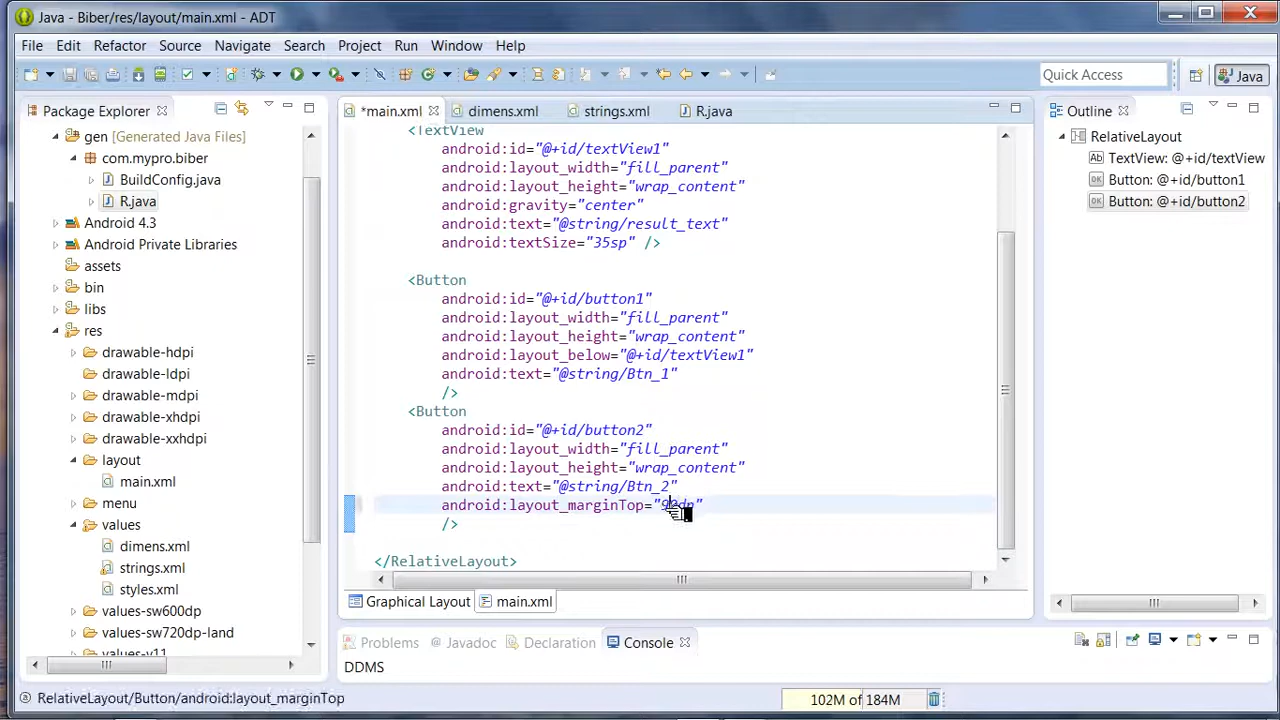 Java - Biber/res/layout/main.xml - ADT
File Edit Refactor Source Navigate Search Project Run Window Help
Quick Access
Java
Package Explorer
gen [Generated Java Files]
com.mypro.biber
BuildConfig.java
R.java
Android 4.3
Android Private Libraries
assets
bin
libs
res
drawable-hdpi
drawable-ldpi
drawable-mdpi
drawable-xhdpi
drawable-xxhdpi
layout
main.xml
menu
values
dimens.xml
strings.xml
styles.xml
values-sw600dp
values-sw720dp-land
values-v11
*main.xml dimens.xml strings.xml R.java
<TextView
android:id="@+id/textView1"
android:layout_width="fill_parent"
android:layout_height="wrap_content"
android:gravity="center"
android:text="@string/result_text"
android:textSize="35sp" />
<Button
android:id="@+id/button1"
android:layout_width="fill_parent"
android:layout_height="wrap_content"
android:layout_below="@+id/textView1"
android:text="@string/Btn_1"
/>
<Button
android:id="@+id/button2"
android:layout_width="fill_parent"
android:layout_height="wrap_content"
android:text="@string/Btn_2"
android:layout_marginTop=
/>
</RelativeLayout>
Graphical Layout main.xml
Outline
RelativeLayout
Ab TextView: @+id/textView
OK Button: @+id/button1
OK Button: @+id/button2
Problems @ Javadoc Declaration Console
DDMS
RelativeLayout/Button/android:layout_marginTop
102M of 184M